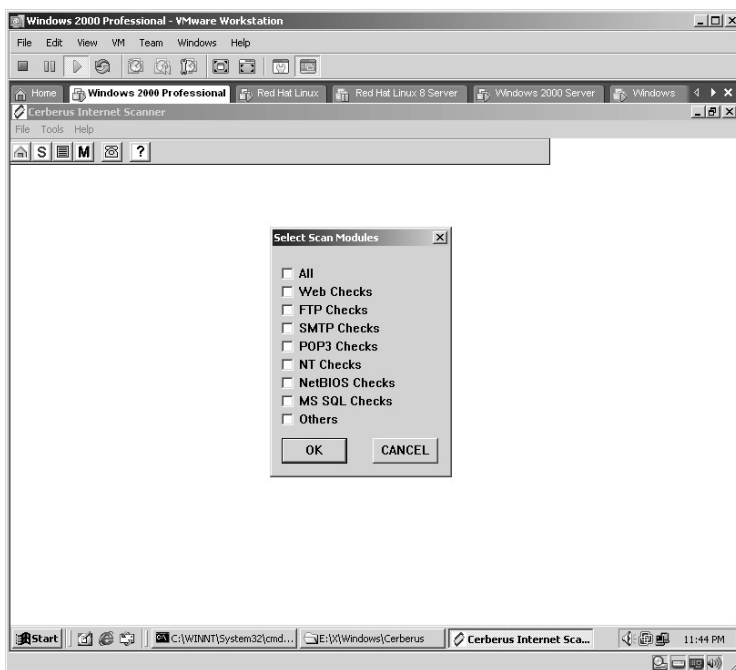 Windows 2000 Professional - VMware Workstation
File Edit View VM Team Windows Help
Home Windows 2000 Professional Red Hat Linux Red Hat Linux 8 Server Windows 2000 Server Windows
Cerberus Internet Scanner
File Tools Help
S M ?
Select Scan Modules
All
Web Checks
FTP Checks
SMTP Checks
POP3 Checks
NT Checks
NetBIOS Checks
MS SQL Checks
Others
OK CANCEL
Start C:\WINNT\System32\cmd... E:\X\Windows\Cerberus Cerberus Internet Sca... 11:44 PM